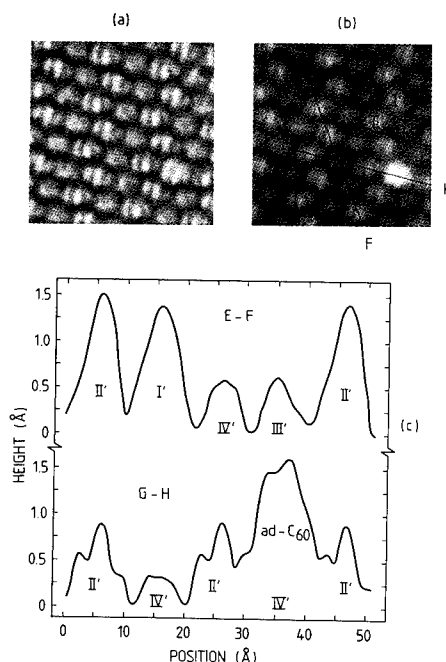 (a) (b)
H
F
1.5
1.0
0.5
0
E-F
II' I' IV' III' II'
(c)
HEIGHT (Å)
1.5
1.0
0.5
0
G-H
ad-C60
II' IV' II' IV' II'
0 10 20 30 40 50
POSITION (Å)